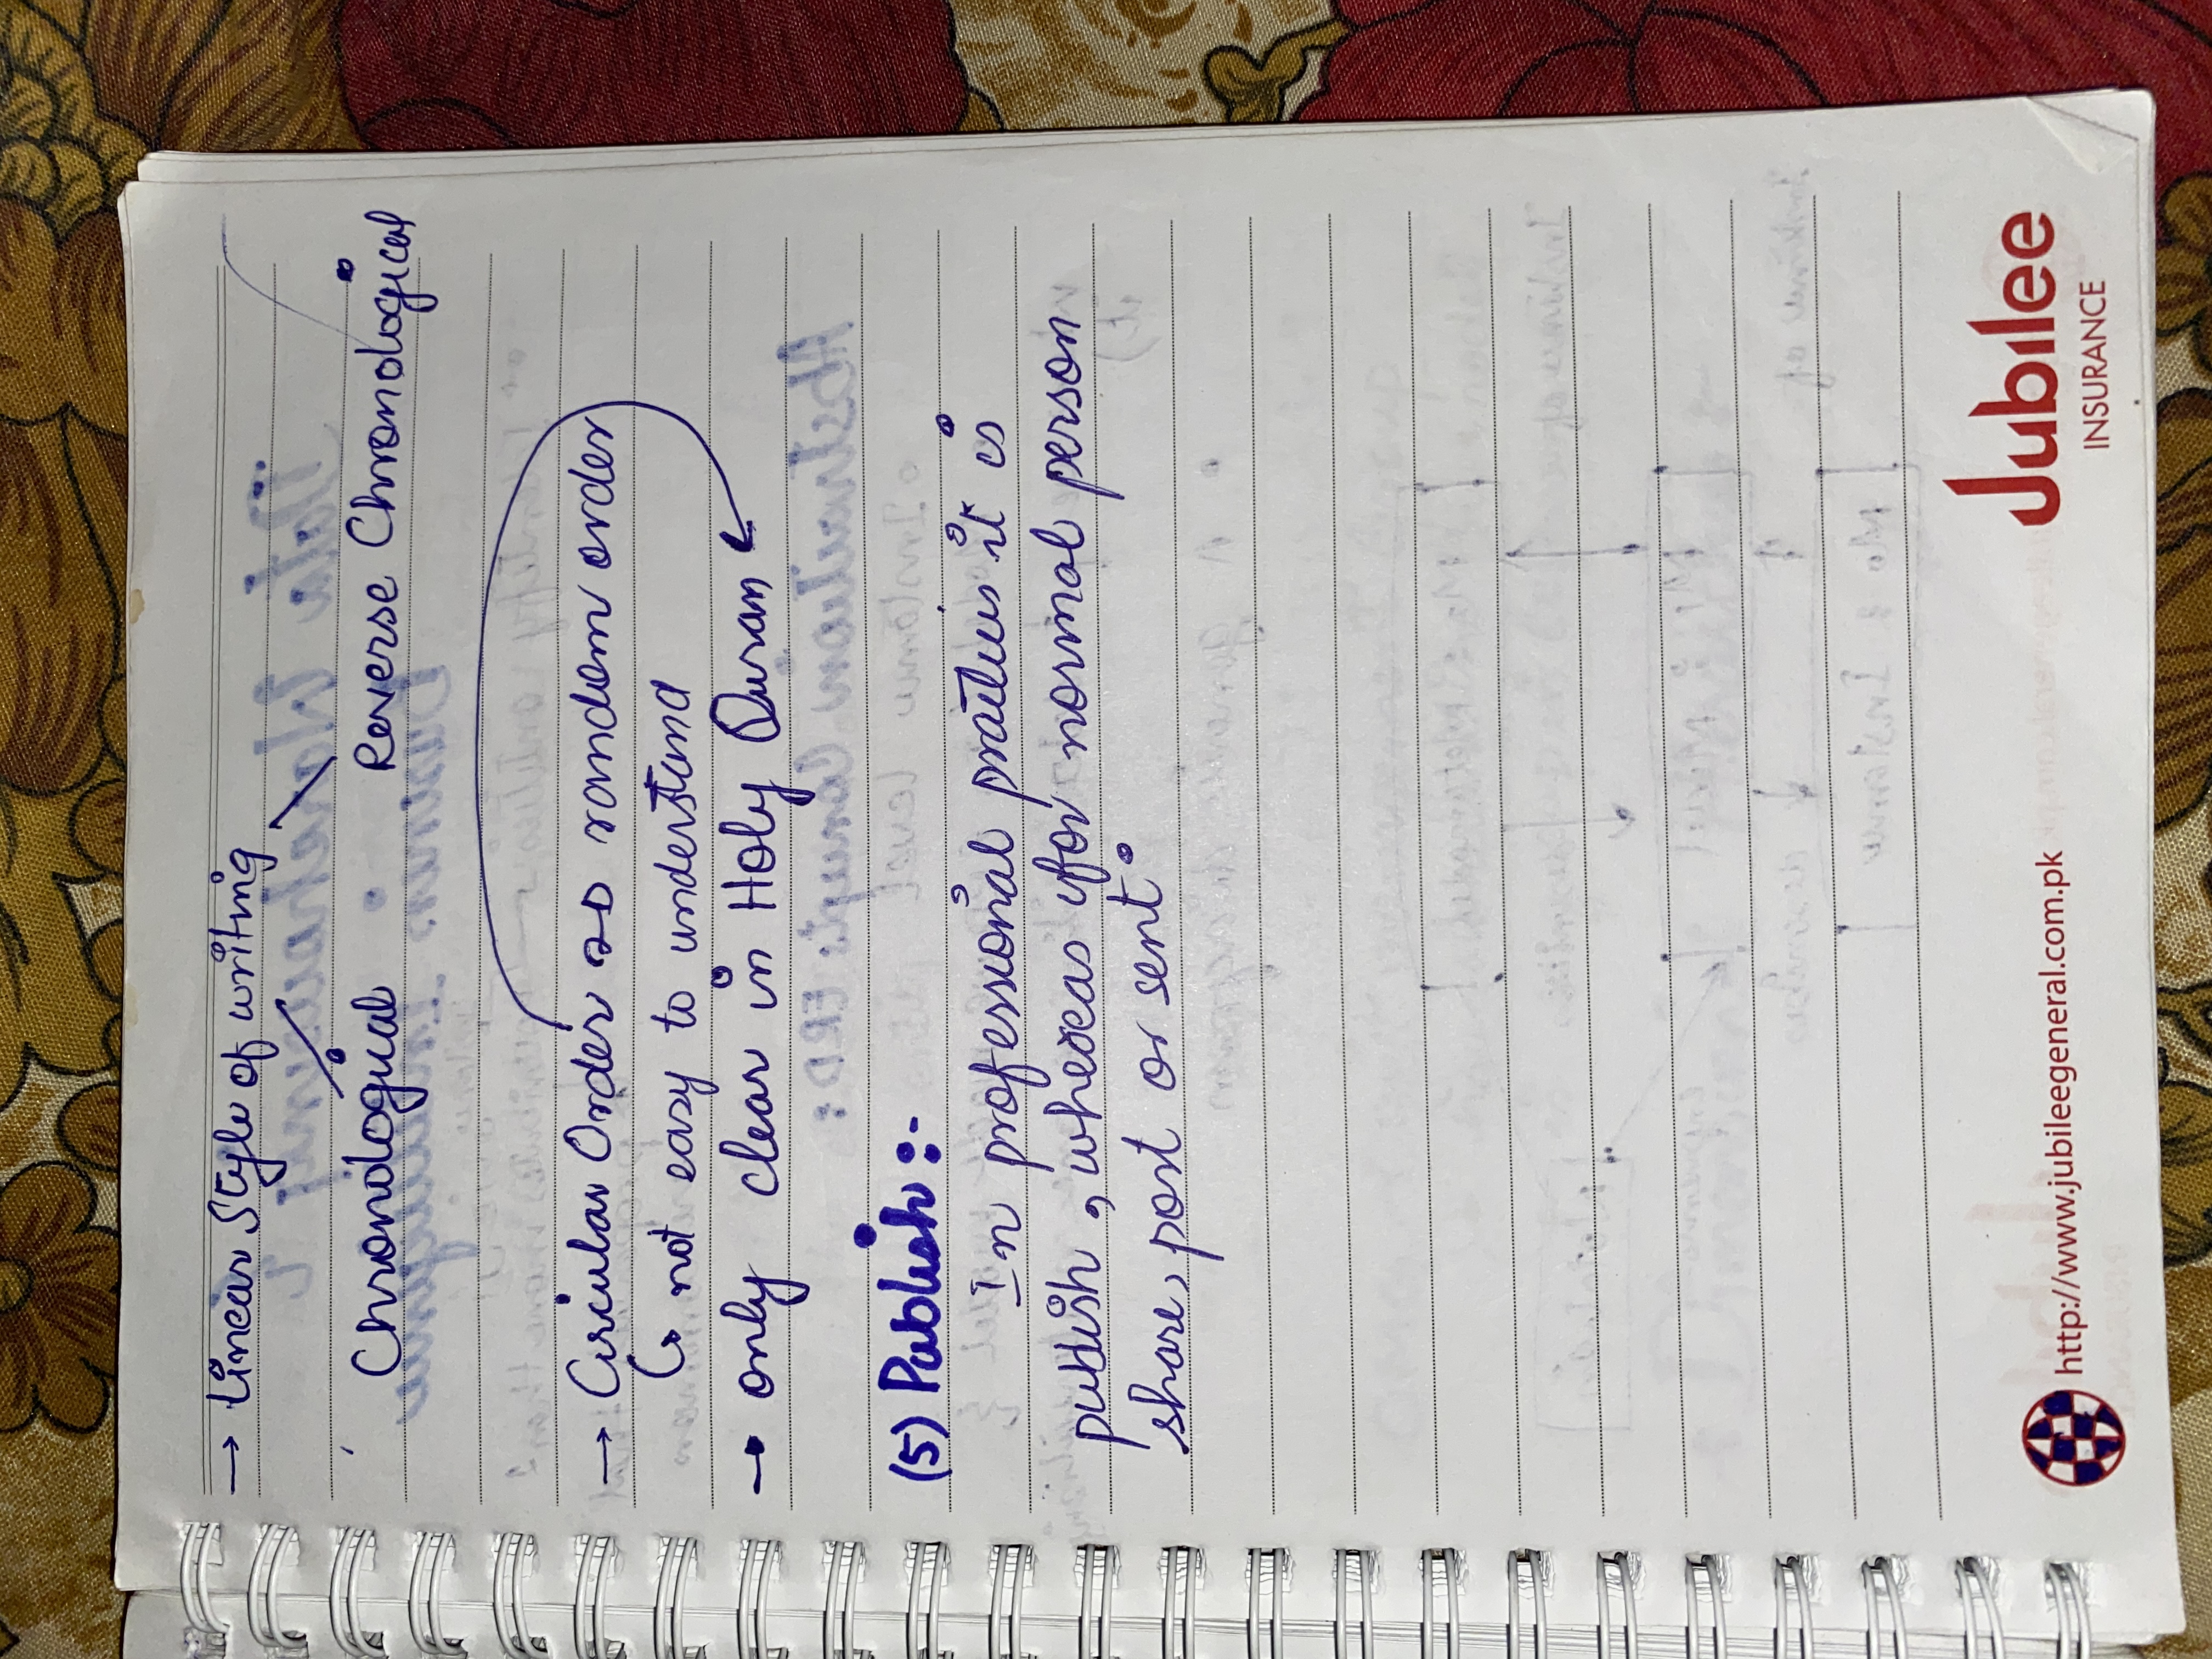 → Linear Style of writing
Chronological Reverse Chronological
→ Circular Order so random order
↳ not easy to understand
→ only clear in Holy Quran
(5) Publish :-
In professional practices it is
publish, whereas for normal person
share, post or sent.
http://www.jubileegeneral.com.pk
Jubilee
INSURANCE